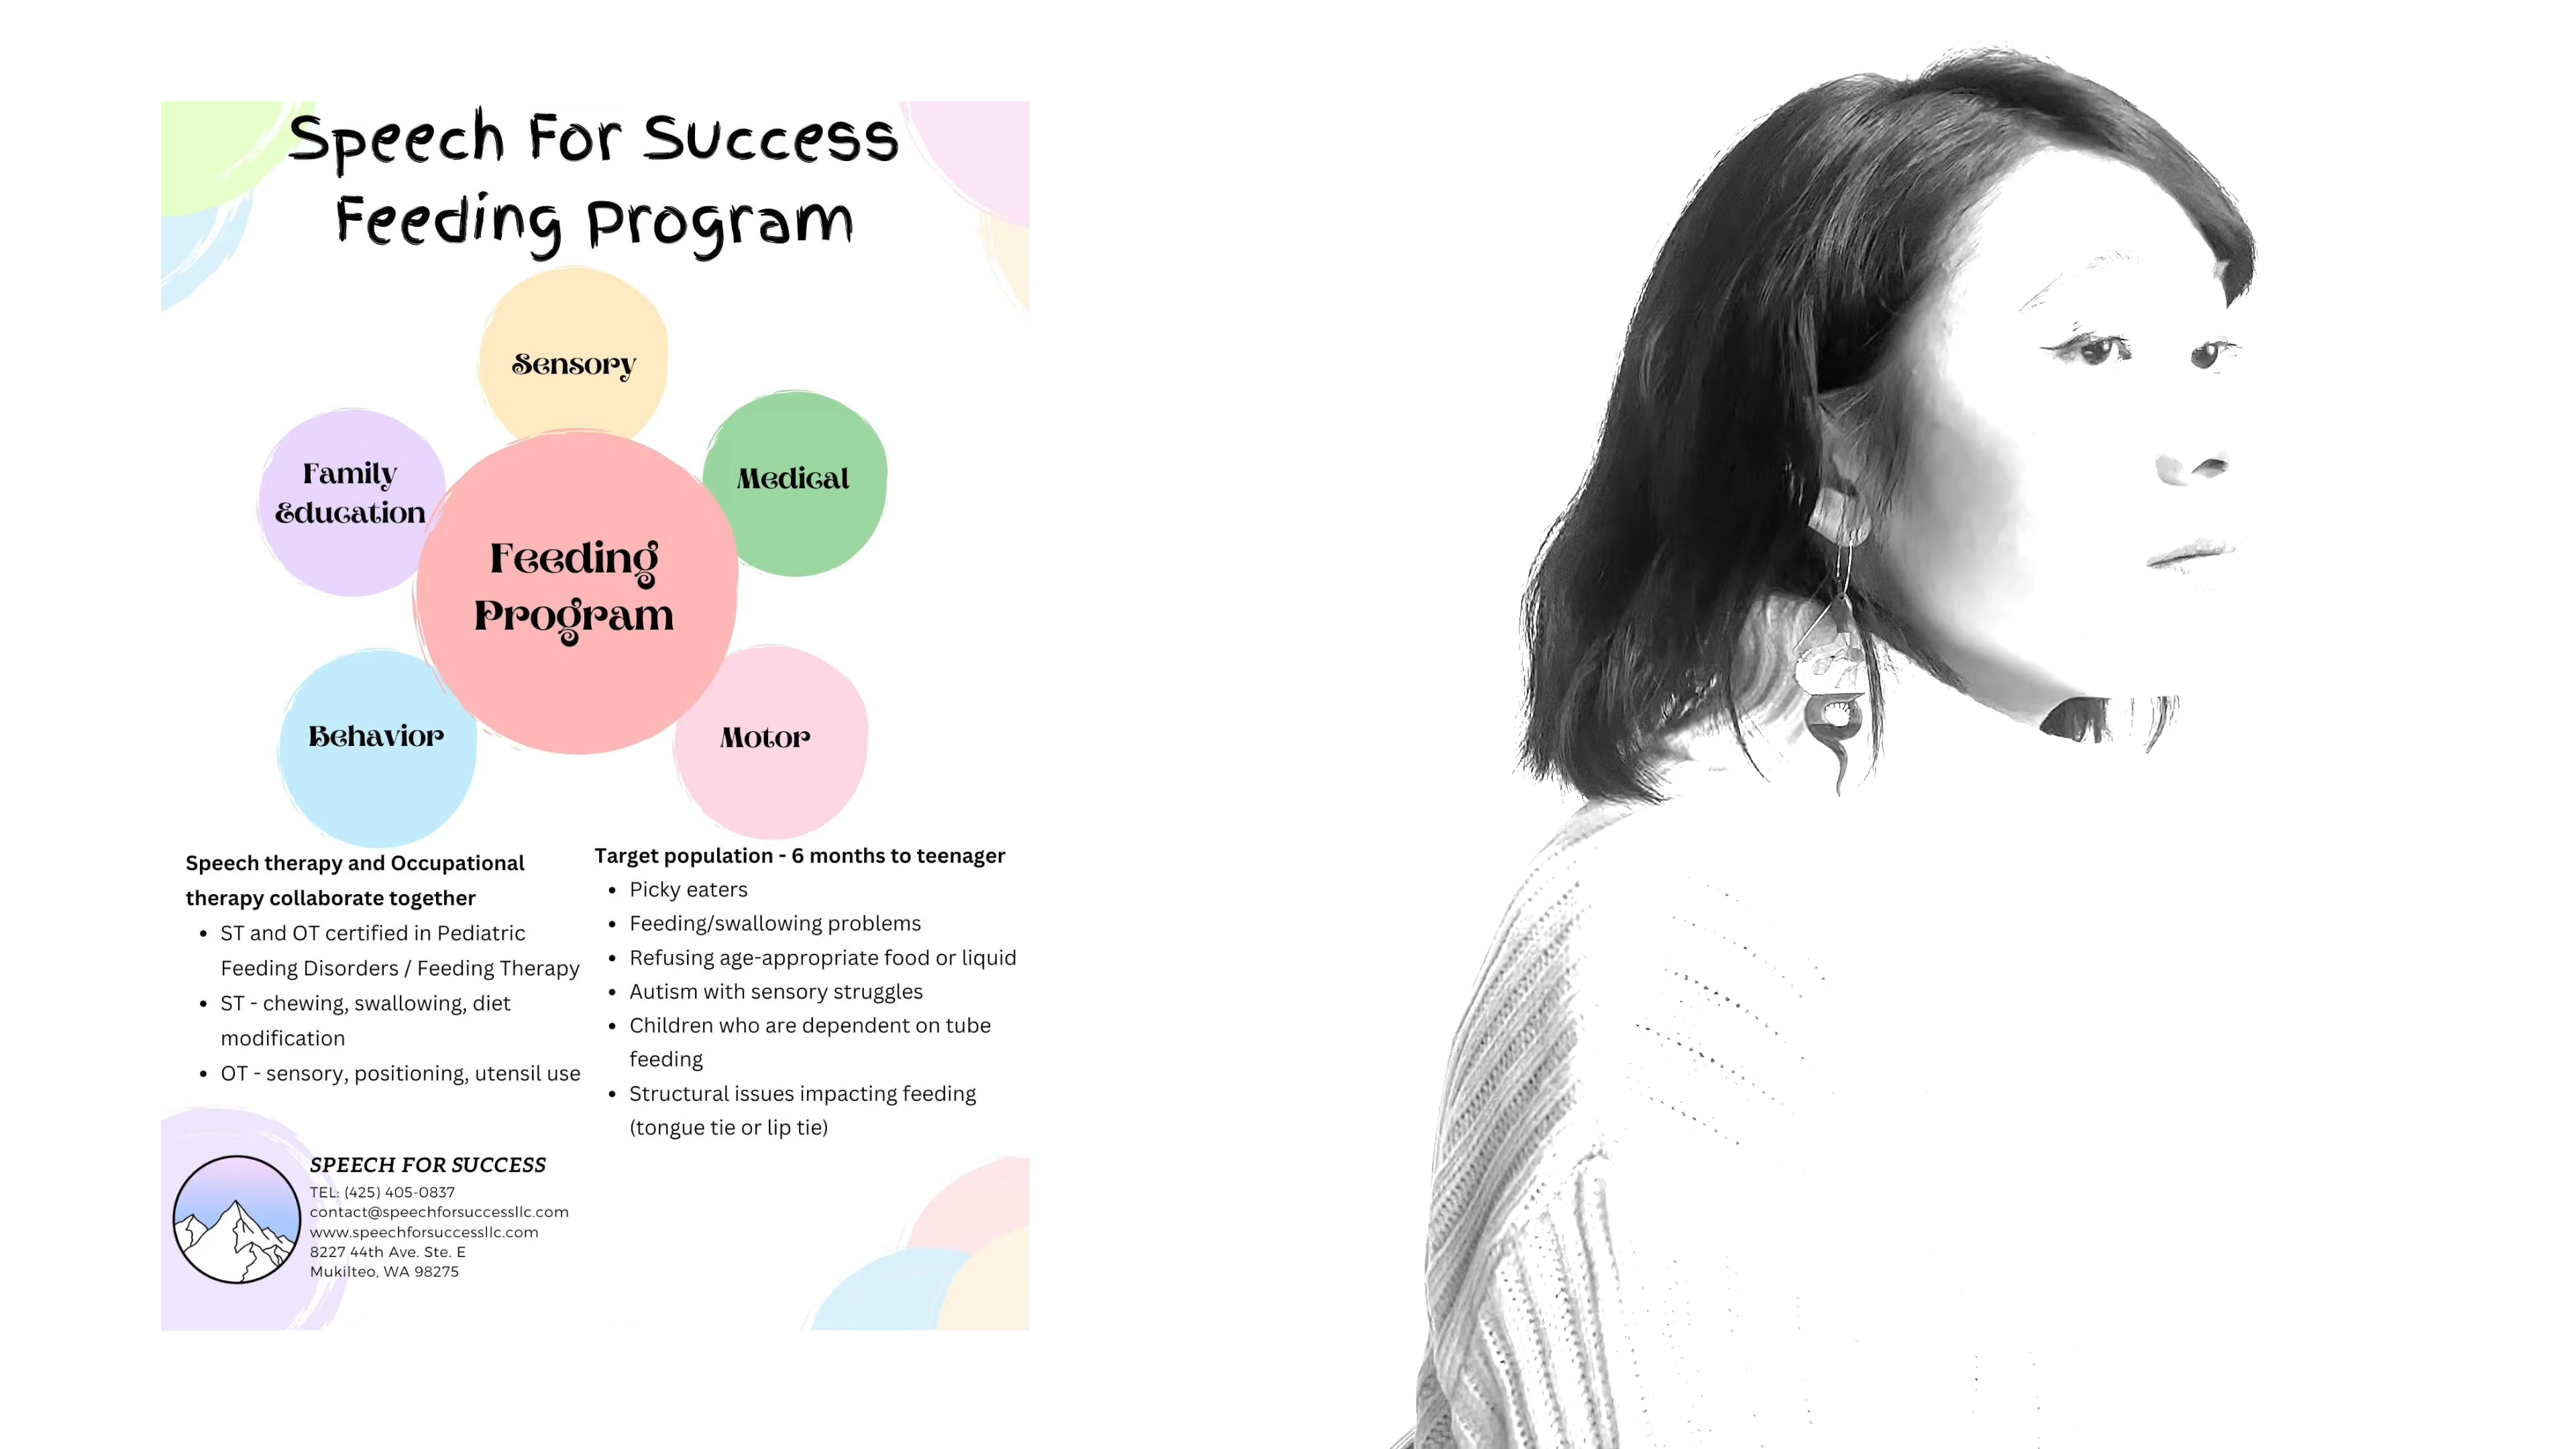 Speech For Success
Feeding Program
Sensory
Family
Education
Medical
Feeding
Program
Behavior
Motor
Speech therapy and Occupational
therapy collaborate together
• ST and OT certified in Pediatric
Feeding Disorders / Feeding Therapy
• ST - chewing, swallowing, diet
modification
• OT - sensory, positioning, utensil use
Target population - 6 months to teenager
• Picky eaters
• Feeding/swallowing problems
• Refusing age-appropriate food or liquid
• Autism with sensory struggles
• Children who are dependent on tube
feeding
• Structural issues impacting feeding
(tongue tie or lip tie)
SPEECH FOR SUCCESS
TEL: (425) 405-0837
contact@speechforsuccessllc.com
www.speechforsuccessllc.com
8227 44th Ave. Ste. E
Mukilteo, WA 98275